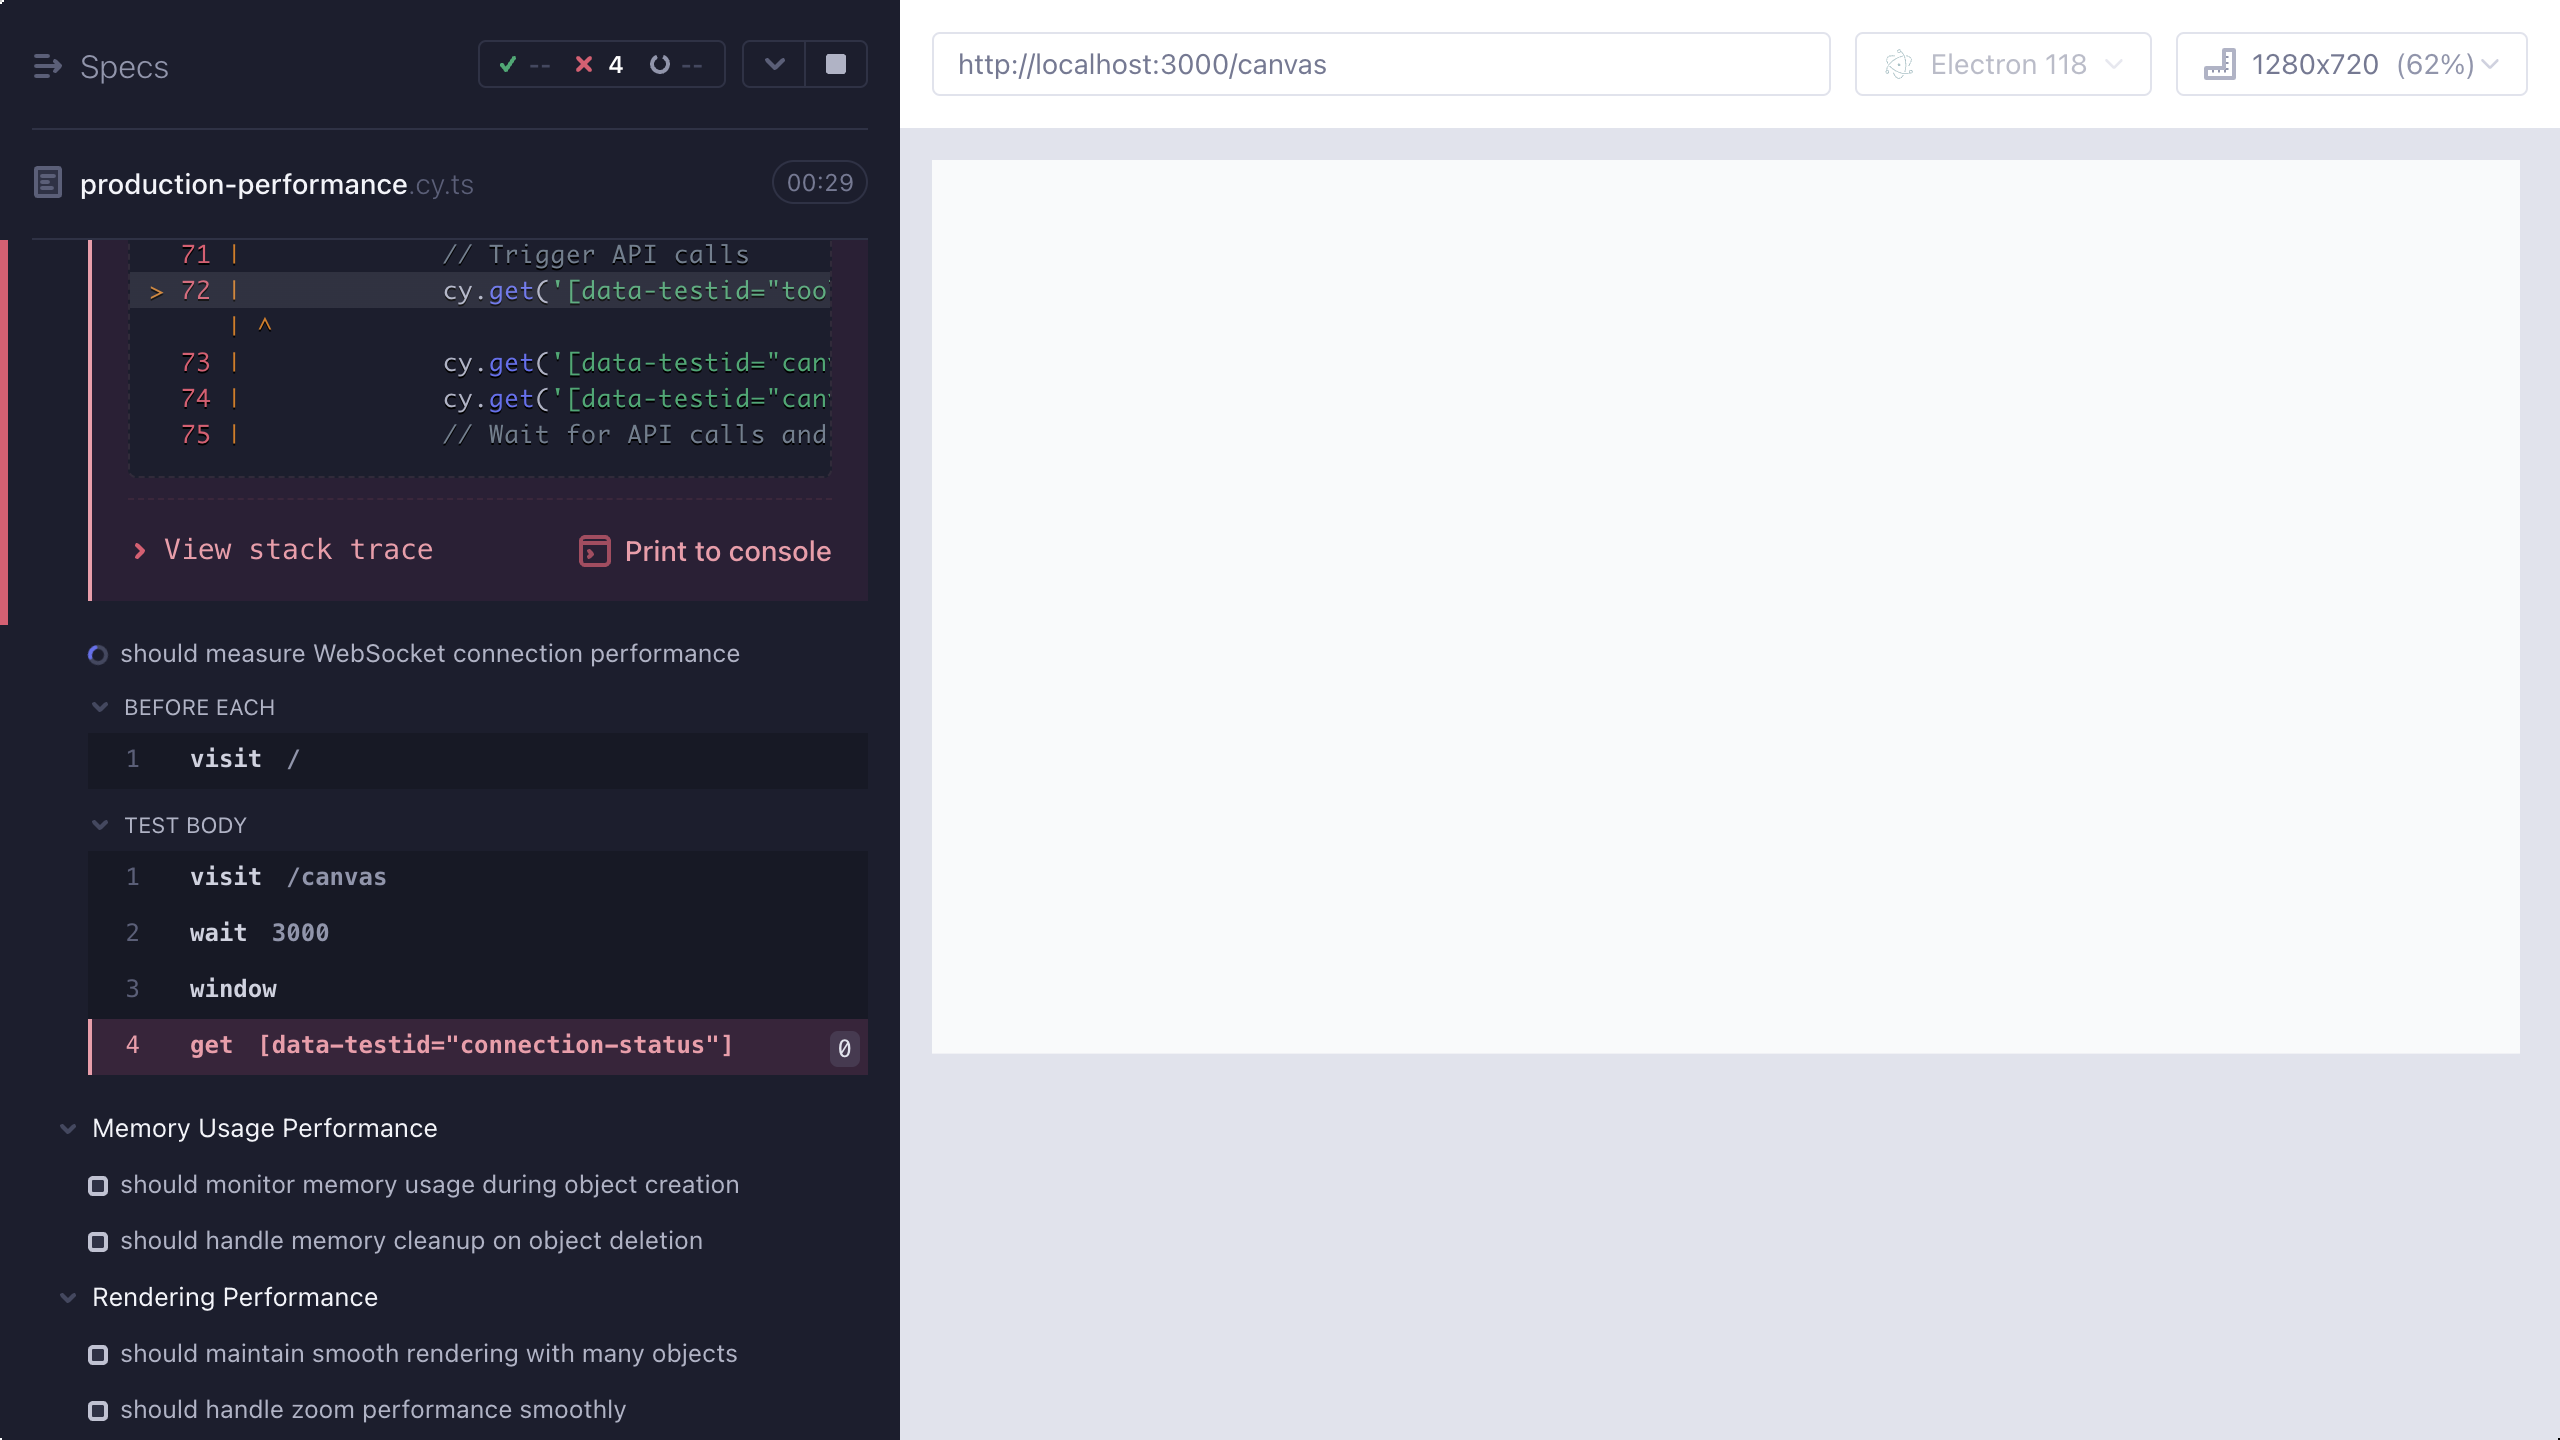 Specs
-- 4 --
production-performance.cy.ts
00:29
71 | // Trigger API calls
> 72 | cy.get('[data-testid="too
| ^
73 | cy.get('[data-testid="can
74 | cy.get('[data-testid="can
75 | // Wait for API calls and
View stack trace
Print to console
should measure WebSocket connection performance
BEFORE EACH
1 visit /
TEST BODY
1 visit /canvas
2 wait 3000
3 window
4 get [data-testid="connection-status"] 0
Memory Usage Performance
should monitor memory usage during object creation
should handle memory cleanup on object deletion
Rendering Performance
should maintain smooth rendering with many objects
should handle zoom performance smoothly
http://localhost:3000/canvas
Electron 118
1280x720 (62%)